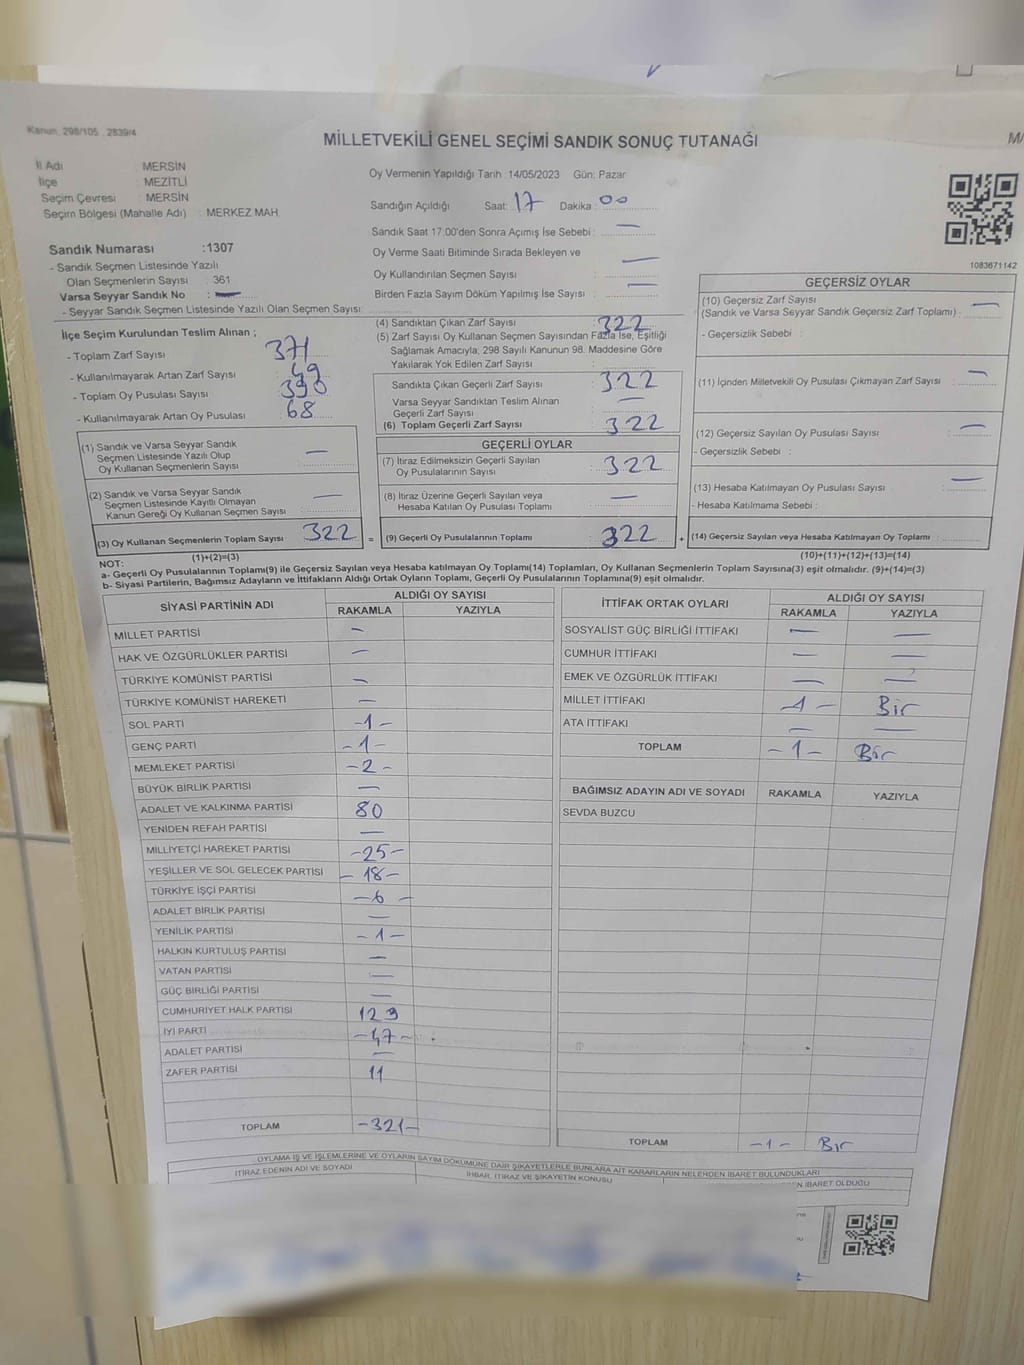 Kanun. 298/105 . 2839/4
MİLLETVEKİLİ GENEL SEÇİMİ SANDIK SONUÇ TUTANAĞI
İl Adı : MERSİN
İlçe : MEZİTLİ
Seçim Çevresi : MERSİN
Seçim Bölgesi (Mahalle Adı) : MERKEZ MAH.
Sandık Numarası :1307
- Sandık Seçmen Listesinde Yazılı
Olan Seçmenlerin Sayısı : 361
Varsa Seyyar Sandık No : —
- Seyyar Sandık Seçmen Listesinde Yazılı Olan Seçmen Sayısı:
Oy Vermenin Yapıldığı Tarih :14/05/2023 Gün: Pazar
Sandığın Açıldığı Saat: 17 Dakika : 00
Sandık Saat 17:00'den Sonra Açımış İse Sebebi : —
Oy Verme Saati Bitiminde Sırada Bekleyen ve
Oy Kullandırılan Seçmen Sayısı : —
Birden Fazla Sayım Döküm Yapılmış İse Sayısı : —
1083671142
İlçe Seçim Kurulundan Teslim Alınan ;
- Toplam Zarf Sayısı : 371
- Kullanılmayarak Artan Zarf Sayısı : 49
- Toplam Oy Pusulası Sayısı : 390
- Kullanılmayarak Artan Oy Pusulası : 68
(4) Sandıktan Çıkan Zarf Sayısı : 322
(5) Zarf Sayısı Oy Kullanan Seçmen Sayısından Fazla İse, Eşitliği
Sağlamak Amacıyla, 298 Sayılı Kanunun 98. Maddesine Göre
Yakılarak Yok Edilen Zarf Sayısı :
Sandıkta Çıkan Geçerli Zarf Sayısı : 322
Varsa Seyyar Sandıktan Teslim Alınan
Geçerli Zarf Sayısı : —
(6) Toplam Geçerli Zarf Sayısı : 322
GEÇERSİZ OYLAR
(10) Geçersiz Zarf Sayısı —
(Sandık ve Varsa Seyyar Sandık Geçersiz Zarf Toplamı) :
- Geçersizlik Sebebi :
(11) İçinden Milletvekili Oy Pusulası Çıkmayan Zarf Sayısı : —
(12) Geçersiz Sayılan Oy Pusulası Sayısı : —
- Geçersizlik Sebebi :
(13) Hesaba Katılmayan Oy Pusulası Sayısı : —
- Hesaba Katılmama Sebebi :
(1) Sandık ve Varsa Seyyar Sandık
Seçmen Listesinde Yazılı Olup
Oy Kullanan Seçmenlerin Sayısı : —
(2) Sandık ve Varsa Seyyar Sandık
Seçmen Listesinde Kayıtlı Olmayan
Kanun Gereği Oy Kullanan Seçmen Sayısı : —
GEÇERLİ OYLAR
(7) İtiraz Edilmeksizin Geçerli Sayılan
Oy Pusulalarının Sayısı : 322
(8) İtiraz Üzerine Geçerli Sayılan veya
Hesaba Katılan Oy Pusulası Toplamı : —
(3) Oy Kullanan Seçmenlerin Toplam Sayısı : 322 = (9) Geçerli Oy Pusulalarının Toplamı : 322 + (14) Geçersiz Sayılan veya Hesaba Katılmayan Oy Toplamı :
(1)+(2)=(3) (10)+(11)+(12)+(13)=(14)
NOT:
a- Geçerli Oy Pusulalarının Toplamı(9) ile Geçersiz Sayılan veya Hesaba katılmayan Oy Toplamı(14) Toplamları, Oy Kullanan Seçmenlerin Toplam Sayısına(3) eşit olmalıdır. (9)+(14)=(3)
b- Siyasi Partilerin, Bağımsız Adayların ve İttifakların Aldığı Ortak Oyların Toplamı, Geçerli Oy Pusulalarının Toplamına(9) eşit olmalıdır.
SİYASİ PARTİNİN ADI ALDIĞI OY SAYISI
RAKAMLA YAZIYLA
MİLLET PARTİSİ —
HAK VE ÖZGÜRLÜKLER PARTİSİ —
TÜRKİYE KOMÜNİST PARTİSİ —
TÜRKİYE KOMÜNİST HAREKETİ —
SOL PARTİ -1-
GENÇ PARTİ -1-
MEMLEKET PARTİSİ -2-
BÜYÜK BİRLİK PARTİSİ —
ADALET VE KALKINMA PARTİSİ 80
YENİDEN REFAH PARTİSİ —
MİLLİYETÇİ HAREKET PARTİSİ -25-
YEŞİLLER VE SOL GELECEK PARTİSİ -18-
TÜRKİYE İŞÇİ PARTİSİ -6-
ADALET BİRLİK PARTİSİ —
YENİLİK PARTİSİ -1-
HALKIN KURTULUŞ PARTİSİ —
VATAN PARTİSİ —
GÜÇ BİRLİĞİ PARTİSİ —
CUMHURİYET HALK PARTİSİ 129
İYİ PARTİ -47-
ADALET PARTİSİ —
ZAFER PARTİSİ 11
TOPLAM -321-
İTTİFAK ORTAK OYLARI ALDIĞI OY SAYISI
RAKAMLA YAZIYLA
SOSYALİST GÜÇ BİRLİĞİ İTTİFAKI — —
CUMHUR İTTİFAKI — —
EMEK VE ÖZGÜRLÜK İTTİFAKI — —
MİLLET İTTİFAKI -1- Bir
ATA İTTİFAKI — —
TOPLAM -1- Bir
BAĞIMSIZ ADAYIN ADI VE SOYADI RAKAMLA YAZIYLA
SEVDA BUZCU
TOPLAM -1- Bir
OYLAMA İŞ VE İŞLEMLERİNE VE OYLARIN SAYIM DÖKÜMÜNE DAİR ŞİKAYETLERLE BUNLARA AİT KARARLARIN NELERDEN İBARET BULUNDUKLARI
İTİRAZ EDENİN ADI VE SOYADI İHBAR, İTİRAZ VE ŞİKAYETİN KONUSU İBARET OLDUĞU